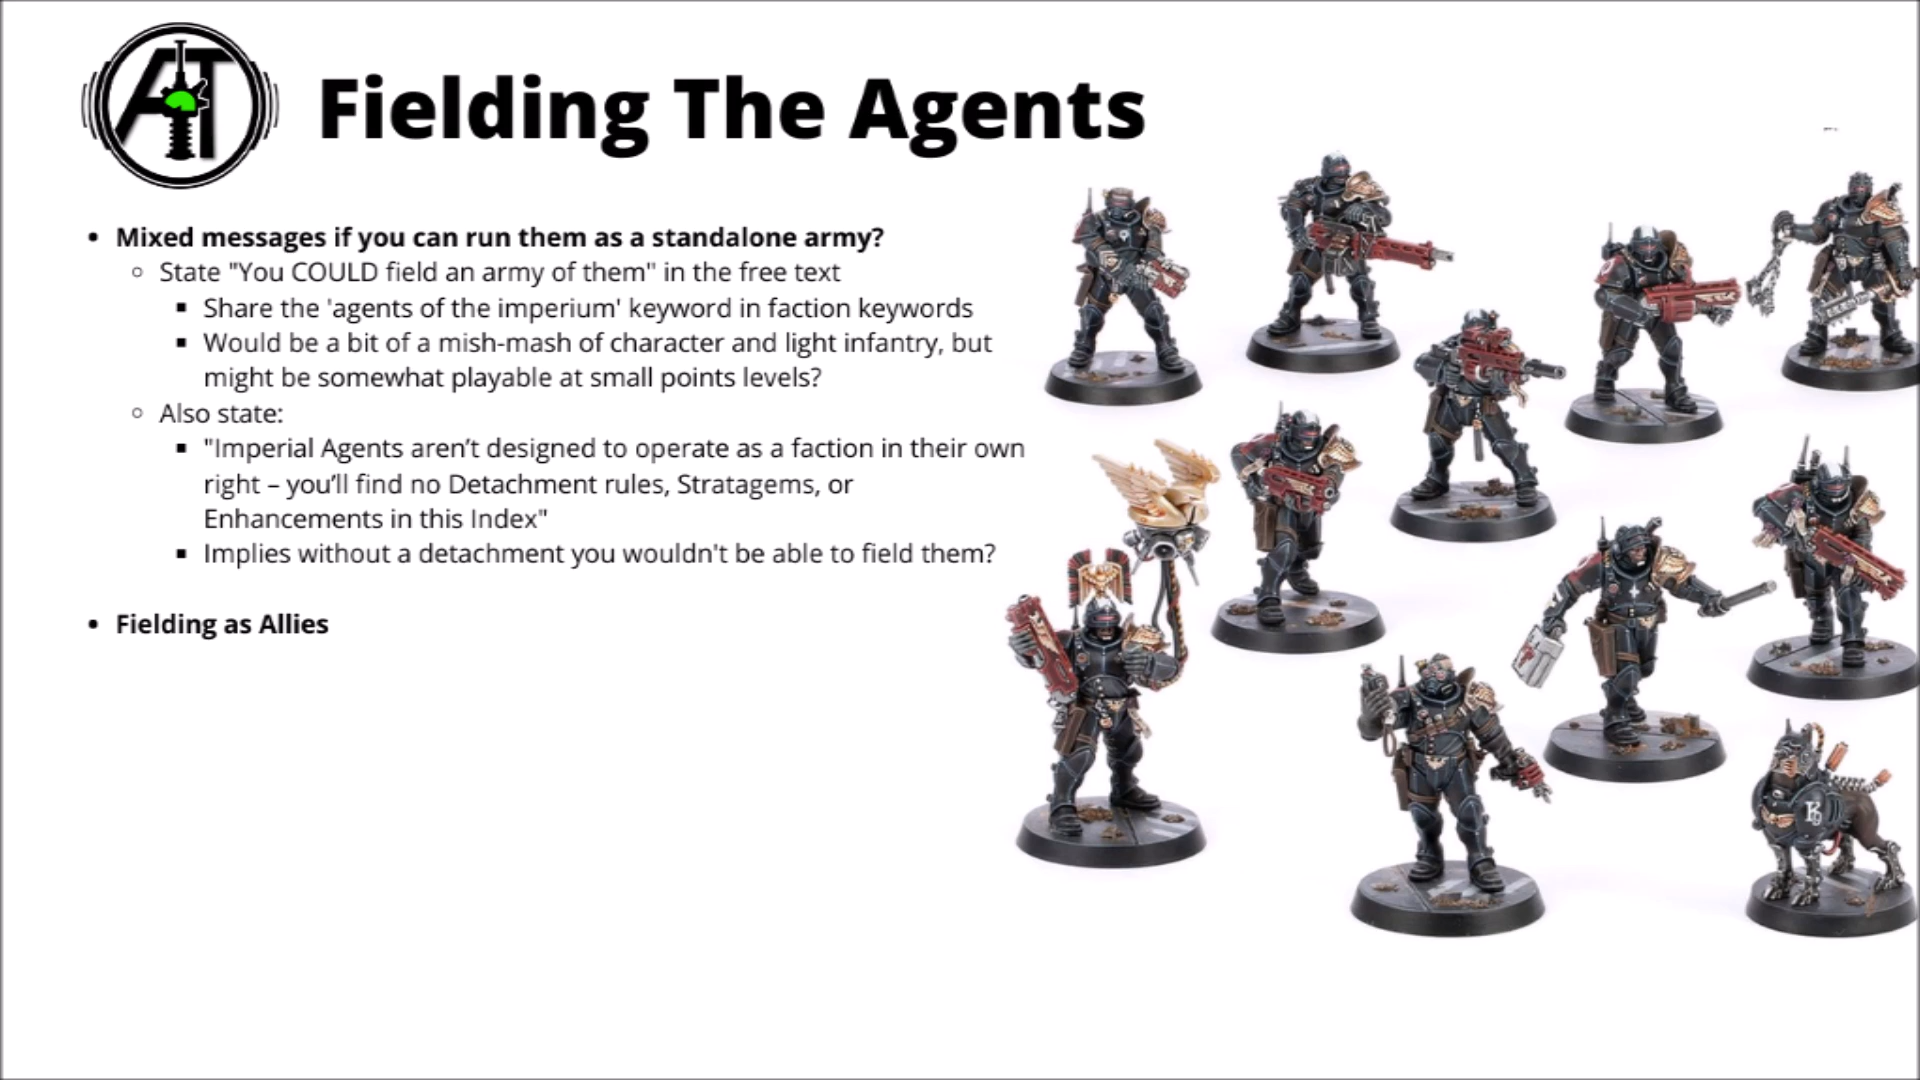 AT
Fielding The Agents
• Mixed messages if you can run them as a standalone army?
○ State "You COULD field an army of them" in the free text
▪ Share the 'agents of the imperium' keyword in faction keywords
▪ Would be a bit of a mish-mash of character and light infantry, but
might be somewhat playable at small points levels?
○ Also state:
▪ "Imperial Agents aren’t designed to operate as a faction in their own
right – you’ll find no Detachment rules, Stratagems, or
Enhancements in this Index"
▪ Implies without a detachment you wouldn't be able to field them?
• Fielding as Allies